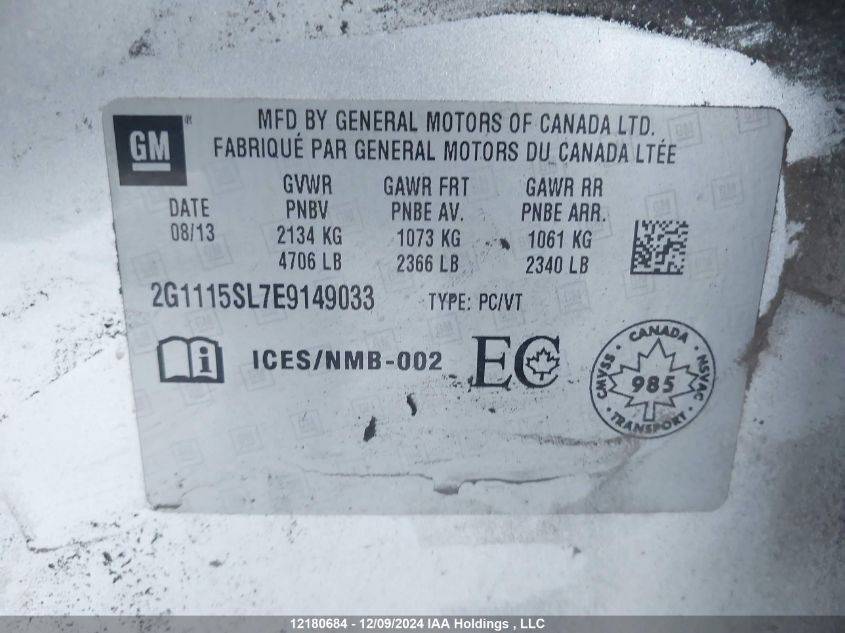 GM
MFD BY GENERAL MOTORS OF CANADA LTD.
FABRIQUÉ PAR GENERAL MOTORS DU CANADA LTÉE
DATE
08/13
GVWR
PNBV
2134 KG
4706 LB
GAWR FRT
PNBE AV.
1073 KG
2366 LB
GAWR RR
PNBE ARR.
1061 KG
2340 LB
2G1115SL7E9149033 TYPE: PC/VT
i ICES/NMB-002 EC
CANADA
CMVSS NSVAC
985
TRANSPORT
12180684 - 12/09/2024 IAA Holdings , LLC